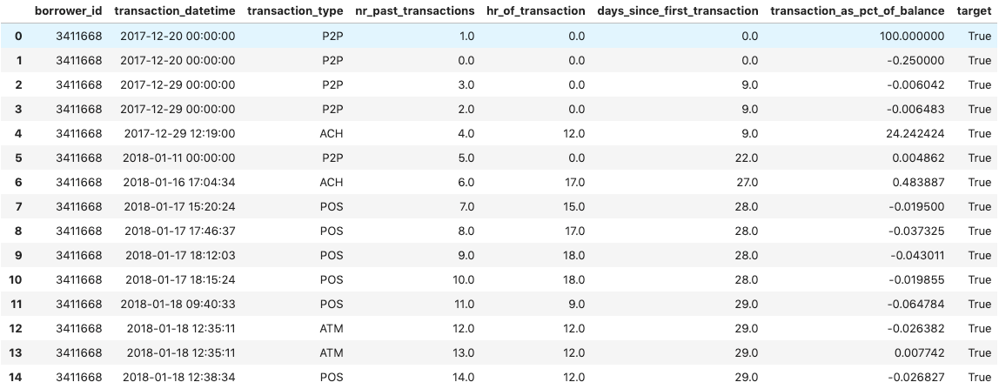 borrower_id transaction_datetime transaction_type nr_past_transactions hr_of_transaction days_since_first_transaction transaction_as_pct_of_balance target
0 3411668 2017-12-20 00:00:00 P2P 1.0 0.0 0.0 100.000000 True
1 3411668 2017-12-20 00:00:00 P2P 0.0 0.0 0.0 -0.250000 True
2 3411668 2017-12-29 00:00:00 P2P 3.0 0.0 9.0 -0.006042 True
3 3411668 2017-12-29 00:00:00 P2P 2.0 0.0 9.0 -0.006483 True
4 3411668 2017-12-29 12:19:00 ACH 4.0 12.0 9.0 24.242424 True
5 3411668 2018-01-11 00:00:00 P2P 5.0 0.0 22.0 0.004862 True
6 3411668 2018-01-16 17:04:34 ACH 6.0 17.0 27.0 0.483887 True
7 3411668 2018-01-17 15:20:24 POS 7.0 15.0 28.0 -0.019500 True
8 3411668 2018-01-17 17:46:37 POS 8.0 17.0 28.0 -0.037325 True
9 3411668 2018-01-17 18:12:03 POS 9.0 18.0 28.0 -0.043011 True
10 3411668 2018-01-17 18:15:24 POS 10.0 18.0 28.0 -0.019855 True
11 3411668 2018-01-18 09:40:33 POS 11.0 9.0 29.0 -0.064784 True
12 3411668 2018-01-18 12:35:11 ATM 12.0 12.0 29.0 -0.026382 True
13 3411668 2018-01-18 12:35:11 ATM 13.0 12.0 29.0 0.007742 True
14 3411668 2018-01-18 12:38:34 POS 14.0 12.0 29.0 -0.026827 True